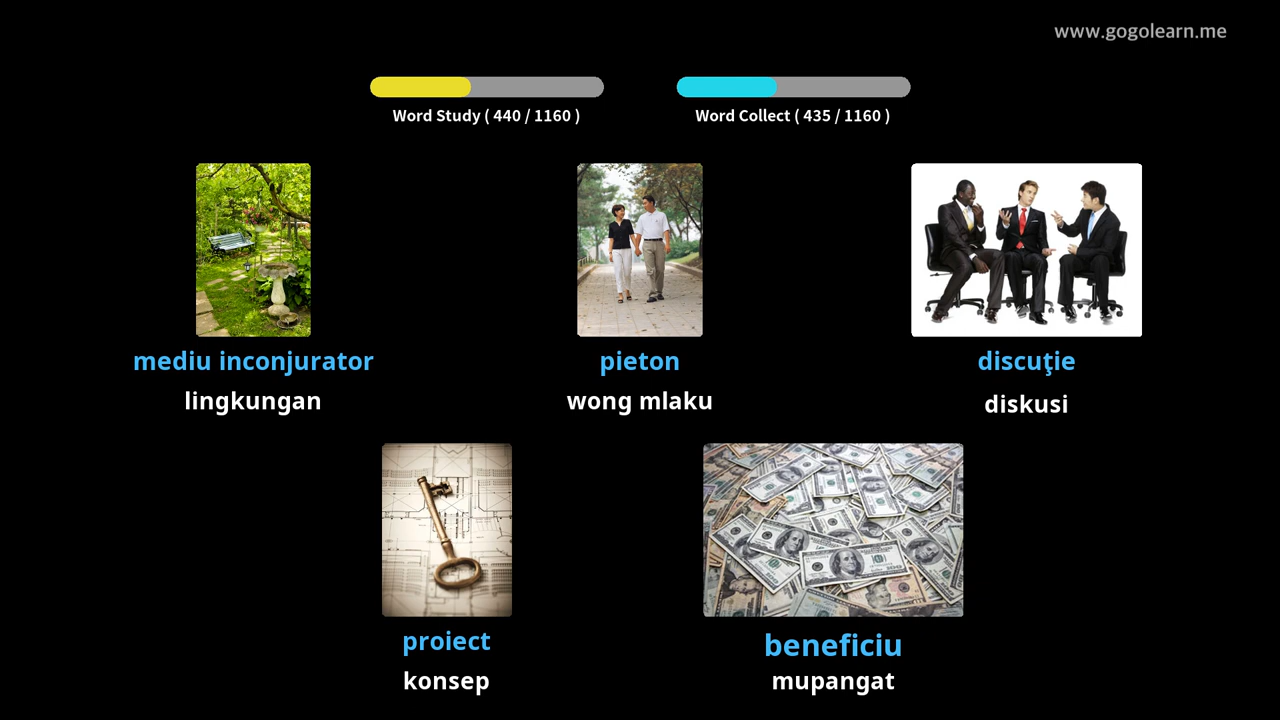 www.gogolearn.me
Word Study ( 440 / 1160 )
Word Collect ( 435 / 1160 )
mediu inconjurator
lingkungan
pieton
wong mlaku
discuţie
diskusi
proiect
konsep
beneficiu
mupangat